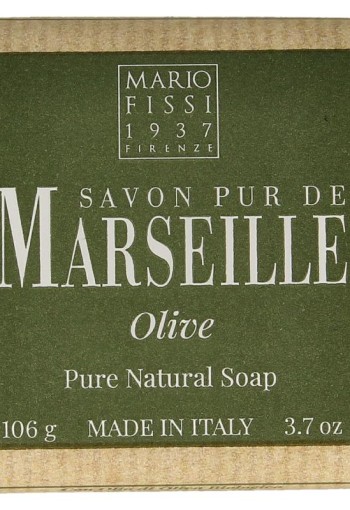 MARIO
FISSI
1937
FIRENZE
SAVON PUR DE
MARSEILLE
Olive
Pure Natural Soap
106 g MADE IN ITALY 3.7 oz